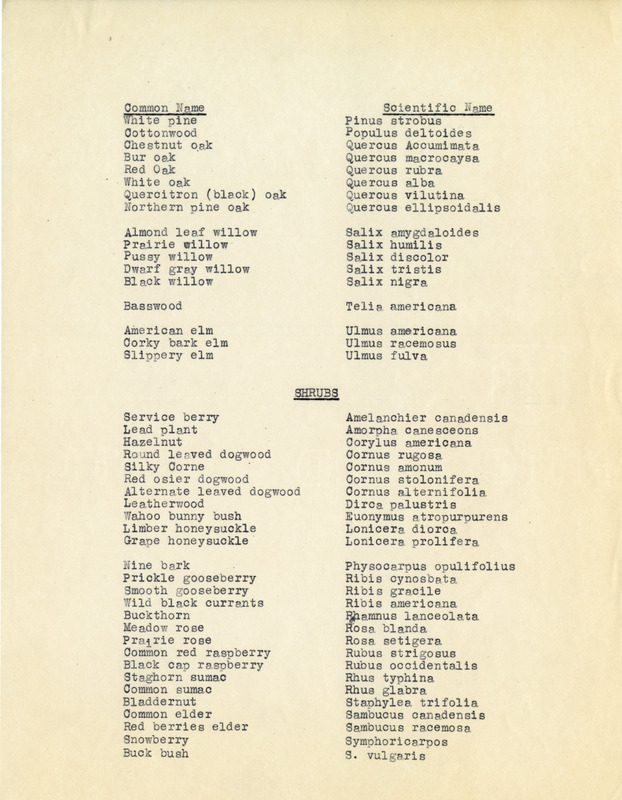 Common Name Scientific Name
White pine Pinus strobus
Cottonwood Populus deltoides
Chestnut oak Quercus Accumimata
Bur oak Quercus macrocaysa
Red Oak Quercus rubra
White oak Quercus alba
Quercitron (black) oak Quercus vilutina
Northern pine oak Quercus ellipsoidalis
Almond leaf willow Salix amygdaloides
Prairie willow Salix humilis
Pussy willow Salix discolor
Dwarf gray willow Salix tristis
Black willow Salix nigra
Basswood Telia americana
American elm Ulmus americana
Corky bark elm Ulmus racemosus
Slippery elm Ulmus fulva
SHRUBS
Service berry Amelanchier canadensis
Lead plant Amorpha canesceons
Hazelnut Corylus americana
Round leaved dogwood Cornus rugosa
Silky Corne Cornus amonum
Red osier dogwood Cornus stolonifera
Alternate leaved dogwood Cornus alternifolia
Leatherwood Dirca palustris
Wahoo bunny bush Euonymus atropurpurens
Limber honeysuckle Lonicera diorca
Grape honeysuckle Lonicera prolifera
Nine bark Physocarpus opulifolius
Prickle gooseberry Ribis cynosbata
Smooth gooseberry Ribis gracile
Wild black currants Ribis americana
Buckthorn Rhamnus lanceolata
Meadow rose Rosa blanda
Prairie rose Rosa setigera
Common red raspberry Rubus strigosus
Black cap raspberry Rubus occidentalis
Staghorn sumac Rhus typhina
Common sumac Rhus glabra
Bladdernut Staphylea trifolia
Common elder Sambucus canadensis
Red berries elder Sambucus racemosa
Snowberry Symphoricarpos
Buck bush S. vulgaris